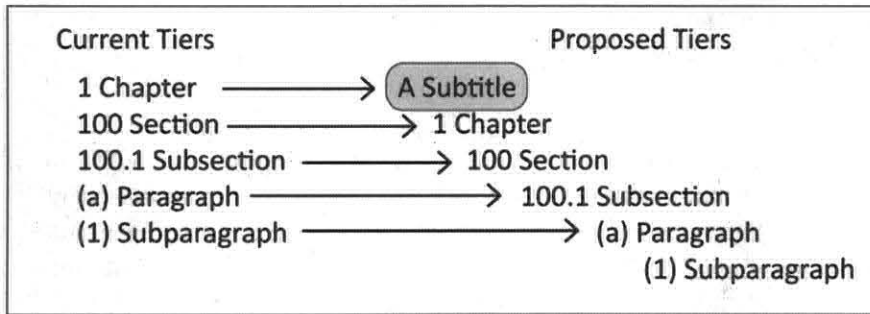 Current Tiers Proposed Tiers
1 Chapter A Subtitle
100 Section 1 Chapter
100.1 Subsection 100 Section
(a) Paragraph 100.1 Subsection
(1) Subparagraph (a) Paragraph
(1) Subparagraph